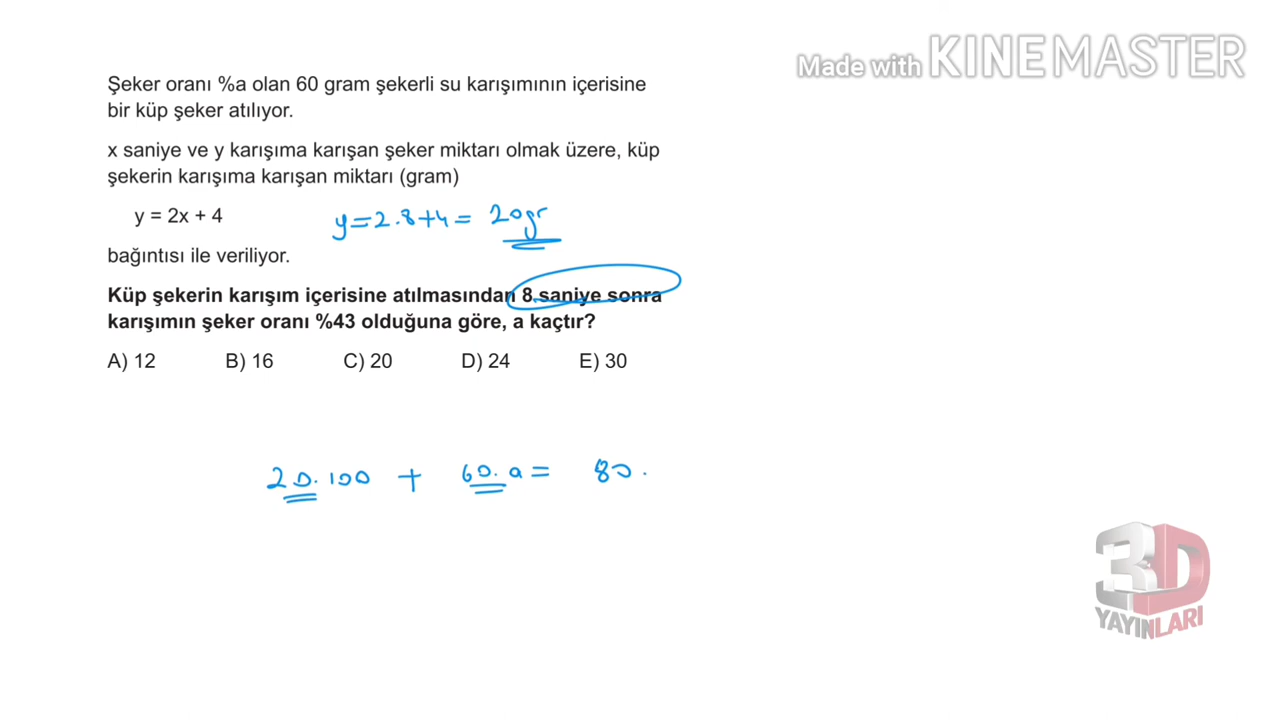 Made with KINEMASTER
Şeker oranı %a olan 60 gram şekerli su karışımının içerisine
bir küp şeker atılıyor.
x saniye ve y karışıma karışan şeker miktarı olmak üzere, küp
şekerin karışıma karışan miktarı (gram)
y = 2x + 4
y=2.8+4= 20gr
bağıntısı ile veriliyor.
Küp şekerin karışım içerisine atılmasından 8 saniye sonra
karışımın şeker oranı %43 olduğuna göre, a kaçtır?
A) 12 B) 16 C) 20 D) 24 E) 30
20.100 + 60.a = 80.
3D
YAYINLARI